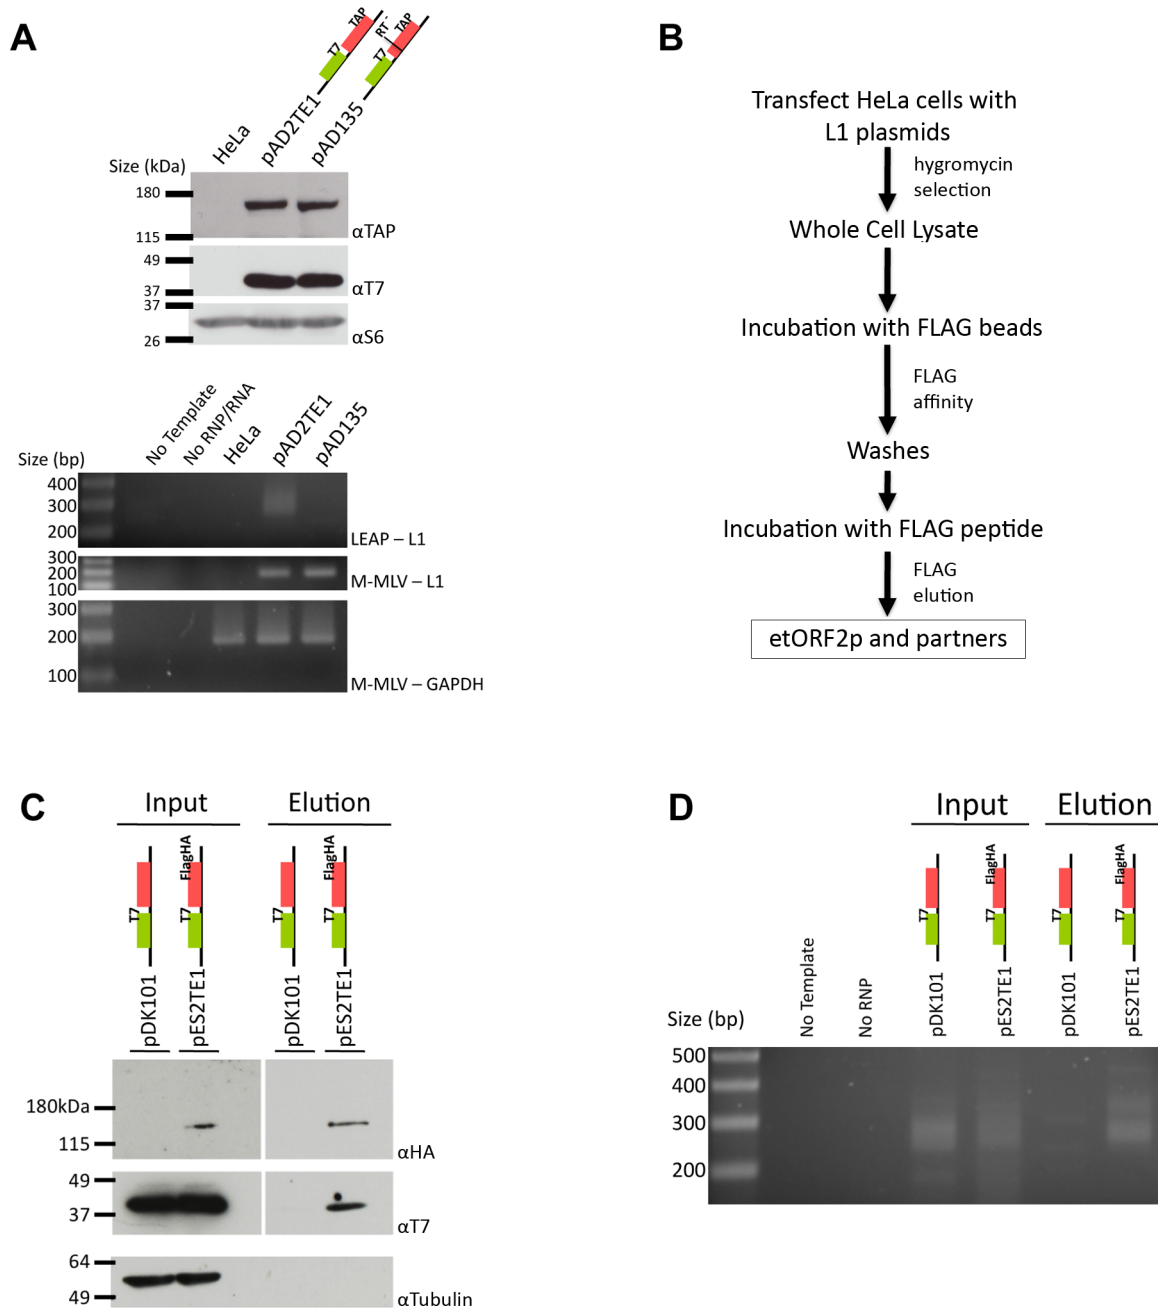 A
T7
TAP
T7
RT-
TAP
HeLa
pAD2TE1
pAD135
Size (kDa)
180
115
αTAP
49
37
αT7
37
26
αS6
No Template
No RNP/RNA
HeLa
pAD2TE1
pAD135
Size (bp)
400
300
200
LEAP – L1
300
200
100
M-MLV – L1
300
200
100
M-MLV – GAPDH
B
Transfect HeLa cells with
L1 plasmids
hygromycin
selection
Whole Cell Lysate
Incubation with FLAG beads
FLAG
affinity
Washes
Incubation with FLAG peptide
FLAG
elution
etORF2p and partners
C
Input
Elution
T7
T7
FlagHA
T7
T7
FlagHA
pDK101
pES2TE1
pDK101
pES2TE1
180kDa
115
αHA
49
37
αT7
64
49
αTubulin
D
Input
Elution
T7
T7
FlagHA
T7
T7
FlagHA
No Template
No RNP
pDK101
pES2TE1
pDK101
pES2TE1
Size (bp)
500
400
300
200